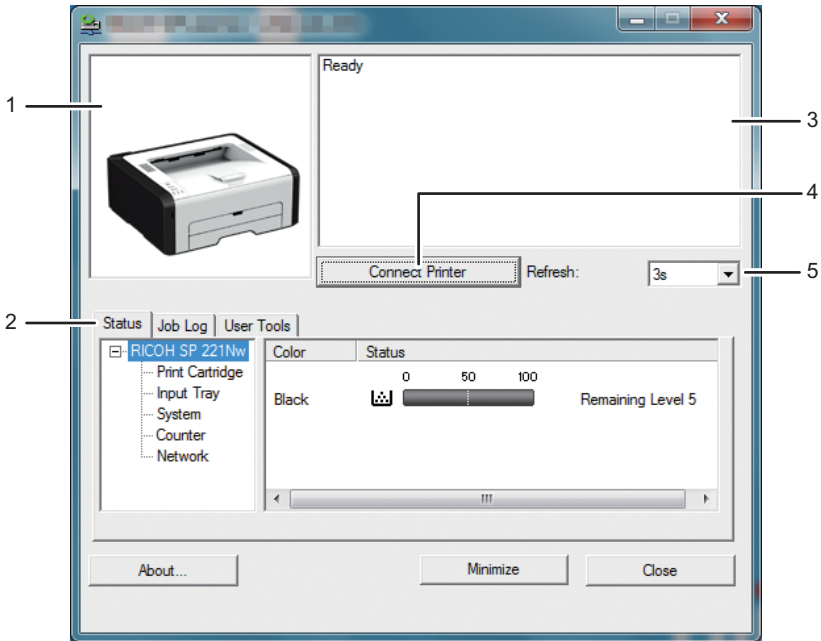 Ready
1
3
4
Connect Printer Refresh: 3s
5
2
Status Job Log User Tools
RICOH SP 221Nw
Print Cartridge
Input Tray
System
Counter
Network
Color Status
0 50 100
Black Remaining Level 5
About... Minimize Close